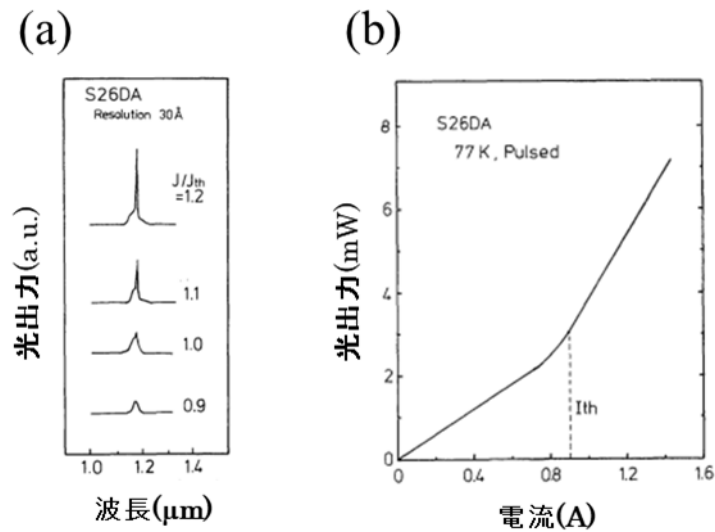 (a)
(b)
S26DA
Resolution 30Å
J/Jth
=1.2
1.1
1.0
0.9
1.0
1.2
1.4
波長(μm)
光出力(a.u.)
S26DA
77 K, Pulsed
Ith
8
6
4
2
0
0
0.4
0.8
1.2
1.6
電流(A)
光出力(mW)